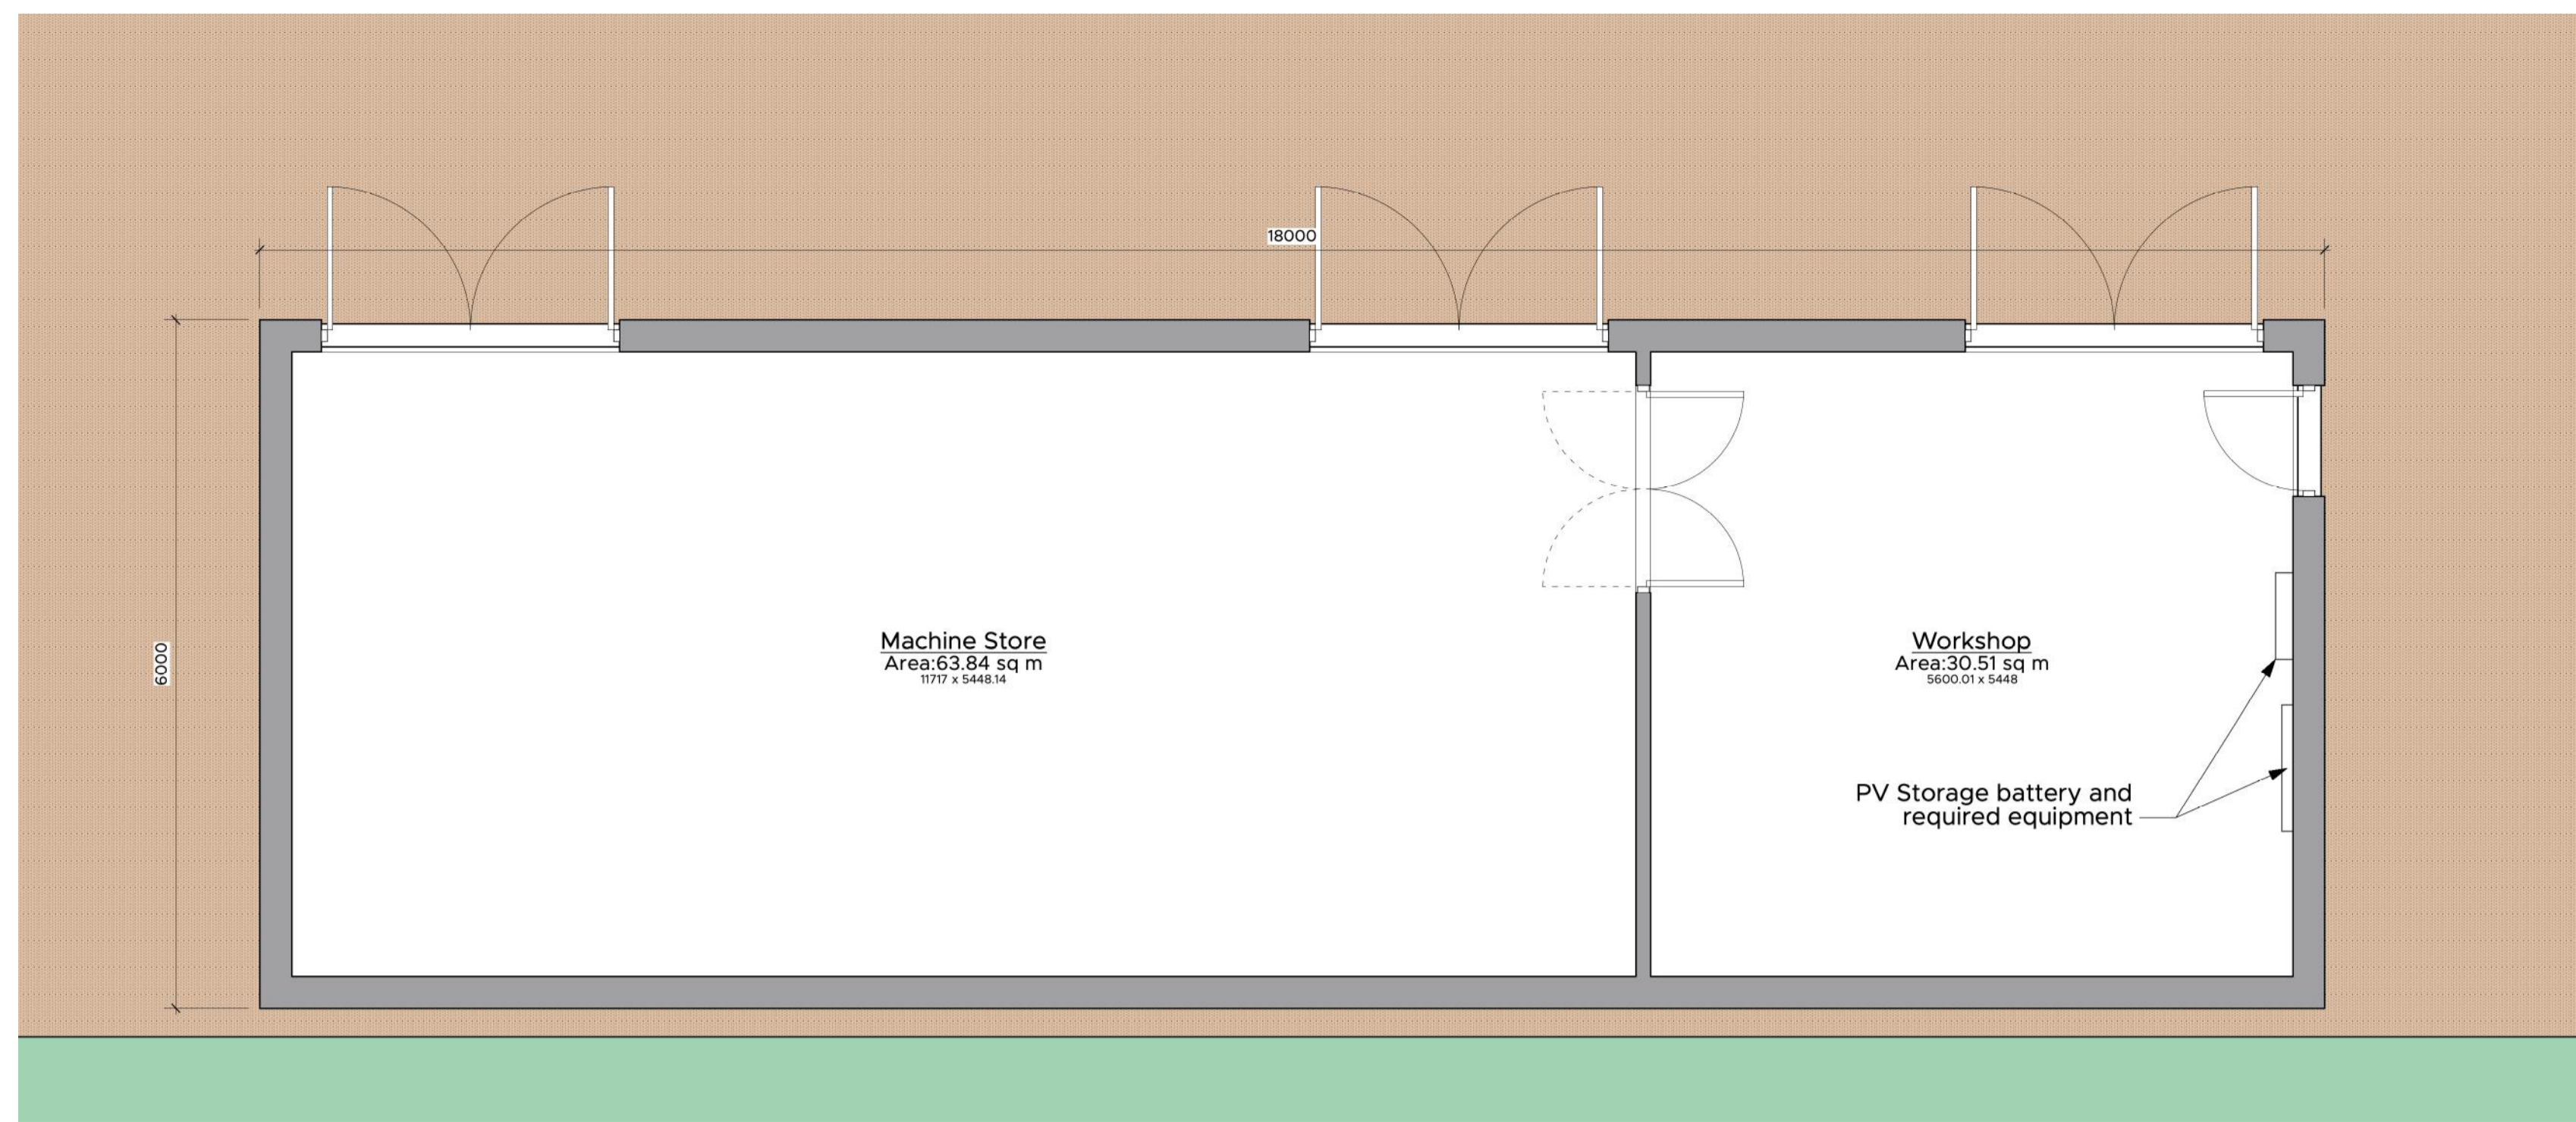 18000
6000
Machine Store
Area:63.84 sq m
11717 x 5448.14
Workshop
Area:30.51 sq m
5600.01 x 5448
PV Storage battery and
required equipment